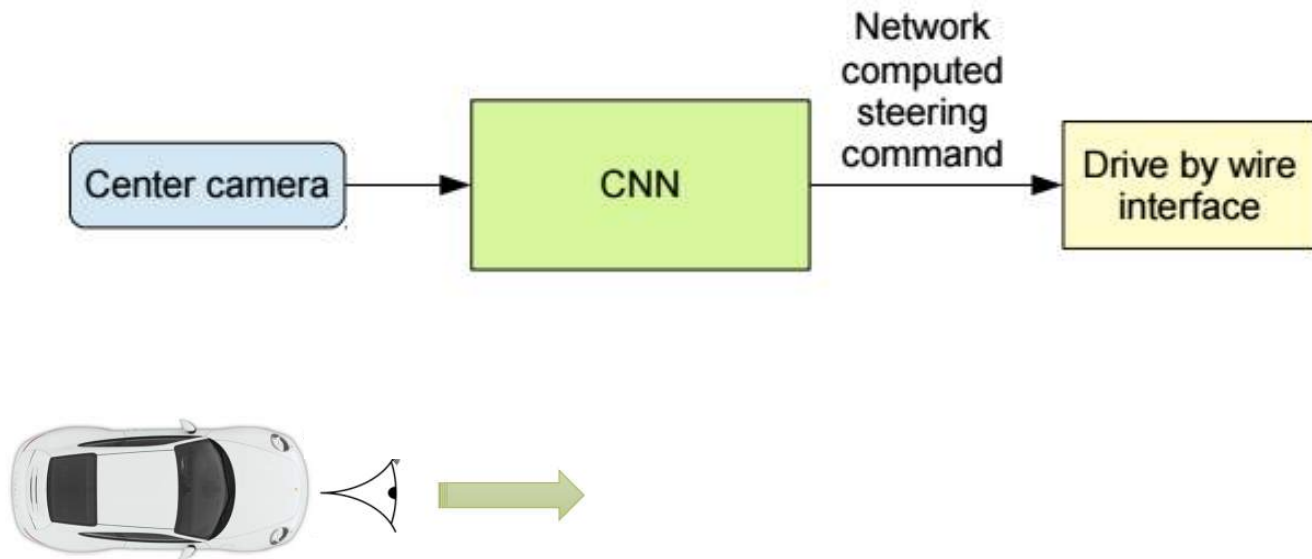 Network
computed
steering
command
Center camera
CNN
Drive by wire
interface